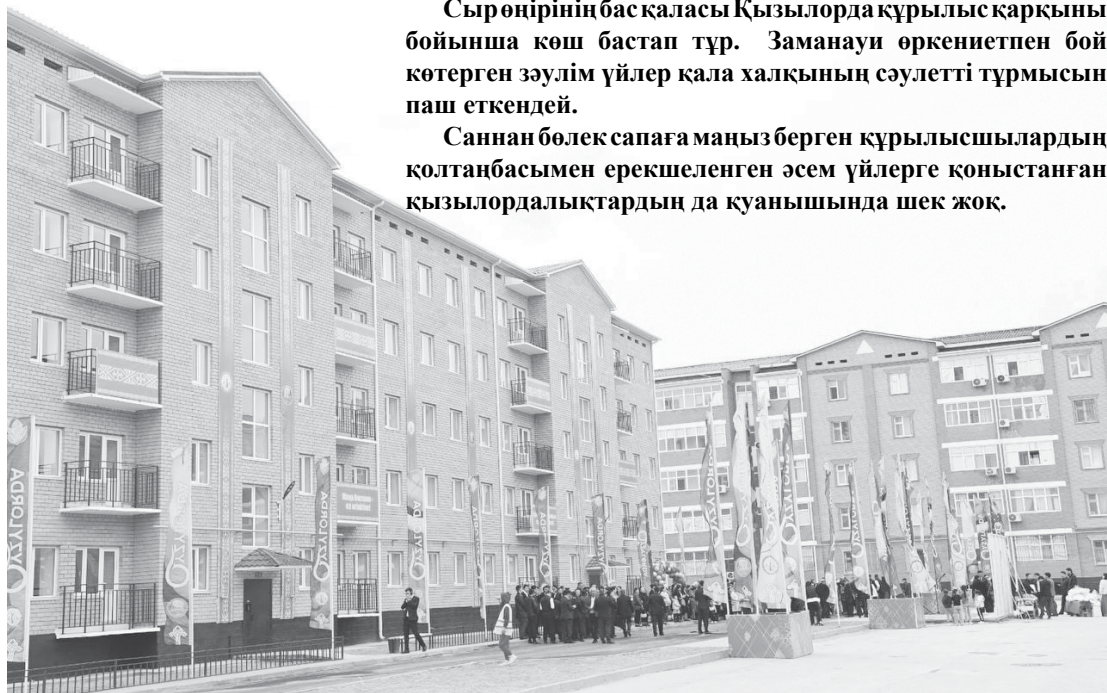 Сыр өңірінің бас қаласы Қызылорда құрылыс қарқыны
бойынша көш бастап тұр. Заманауи өркениетпен бой
көтерген зәулім үйлер қала халқының сәулетті тұрмысын
паш еткендей.
Саннан бөлек сапаға маңыз берген құрылысшылардың
қолтаңбасымен ерекшеленген әсем үйлерге қоныстанған
қызылордалықтардың да қуанышында шек жоқ.
QYZYLORDA
QYZYLORDA